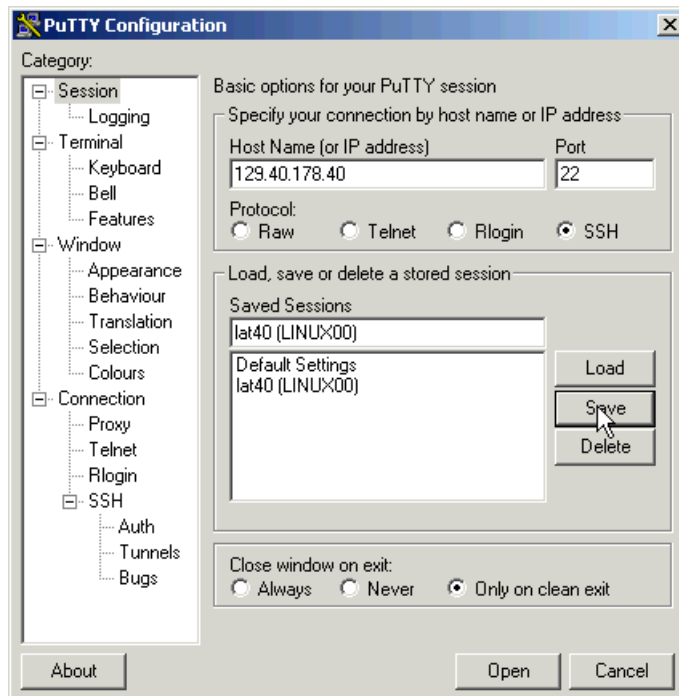 PuTTY Configuration
Category:
Session
Logging
Terminal
Keyboard
Bell
Features
Window
Appearance
Behaviour
Translation
Selection
Colours
Connection
Proxy
Telnet
Rlogin
SSH
Auth
Tunnels
Bugs
Basic options for your PuTTY session
Specify your connection by host name or IP address
Host Name (or IP address) Port
129.40.178.40 22
Protocol:
Raw Telnet Rlogin SSH
Load, save or delete a stored session
Saved Sessions
lat40 (LINUX00)
Default Settings
lat40 (LINUX00)
Load
Save
Delete
Close window on exit:
Always Never Only on clean exit
About Open Cancel